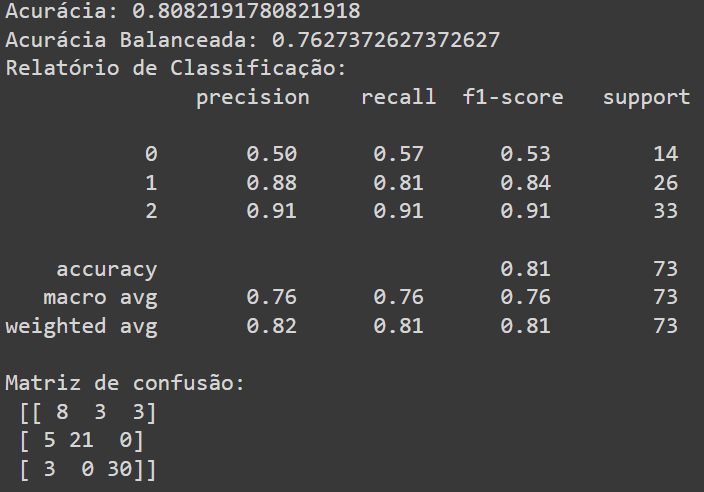 Acurácia: 0.8082191780821918
Acurácia Balanceada: 0.7627372627372627
Relatório de Classificação:
              precision    recall  f1-score   support

           0       0.50      0.57      0.53        14
           1       0.88      0.81      0.84        26
           2       0.91      0.91      0.91        33

    accuracy                           0.81        73
   macro avg       0.76      0.76      0.76        73
weighted avg       0.82      0.81      0.81        73

Matriz de confusão:
 [[ 8  3  3]
 [ 5 21  0]
 [ 3  0 30]]